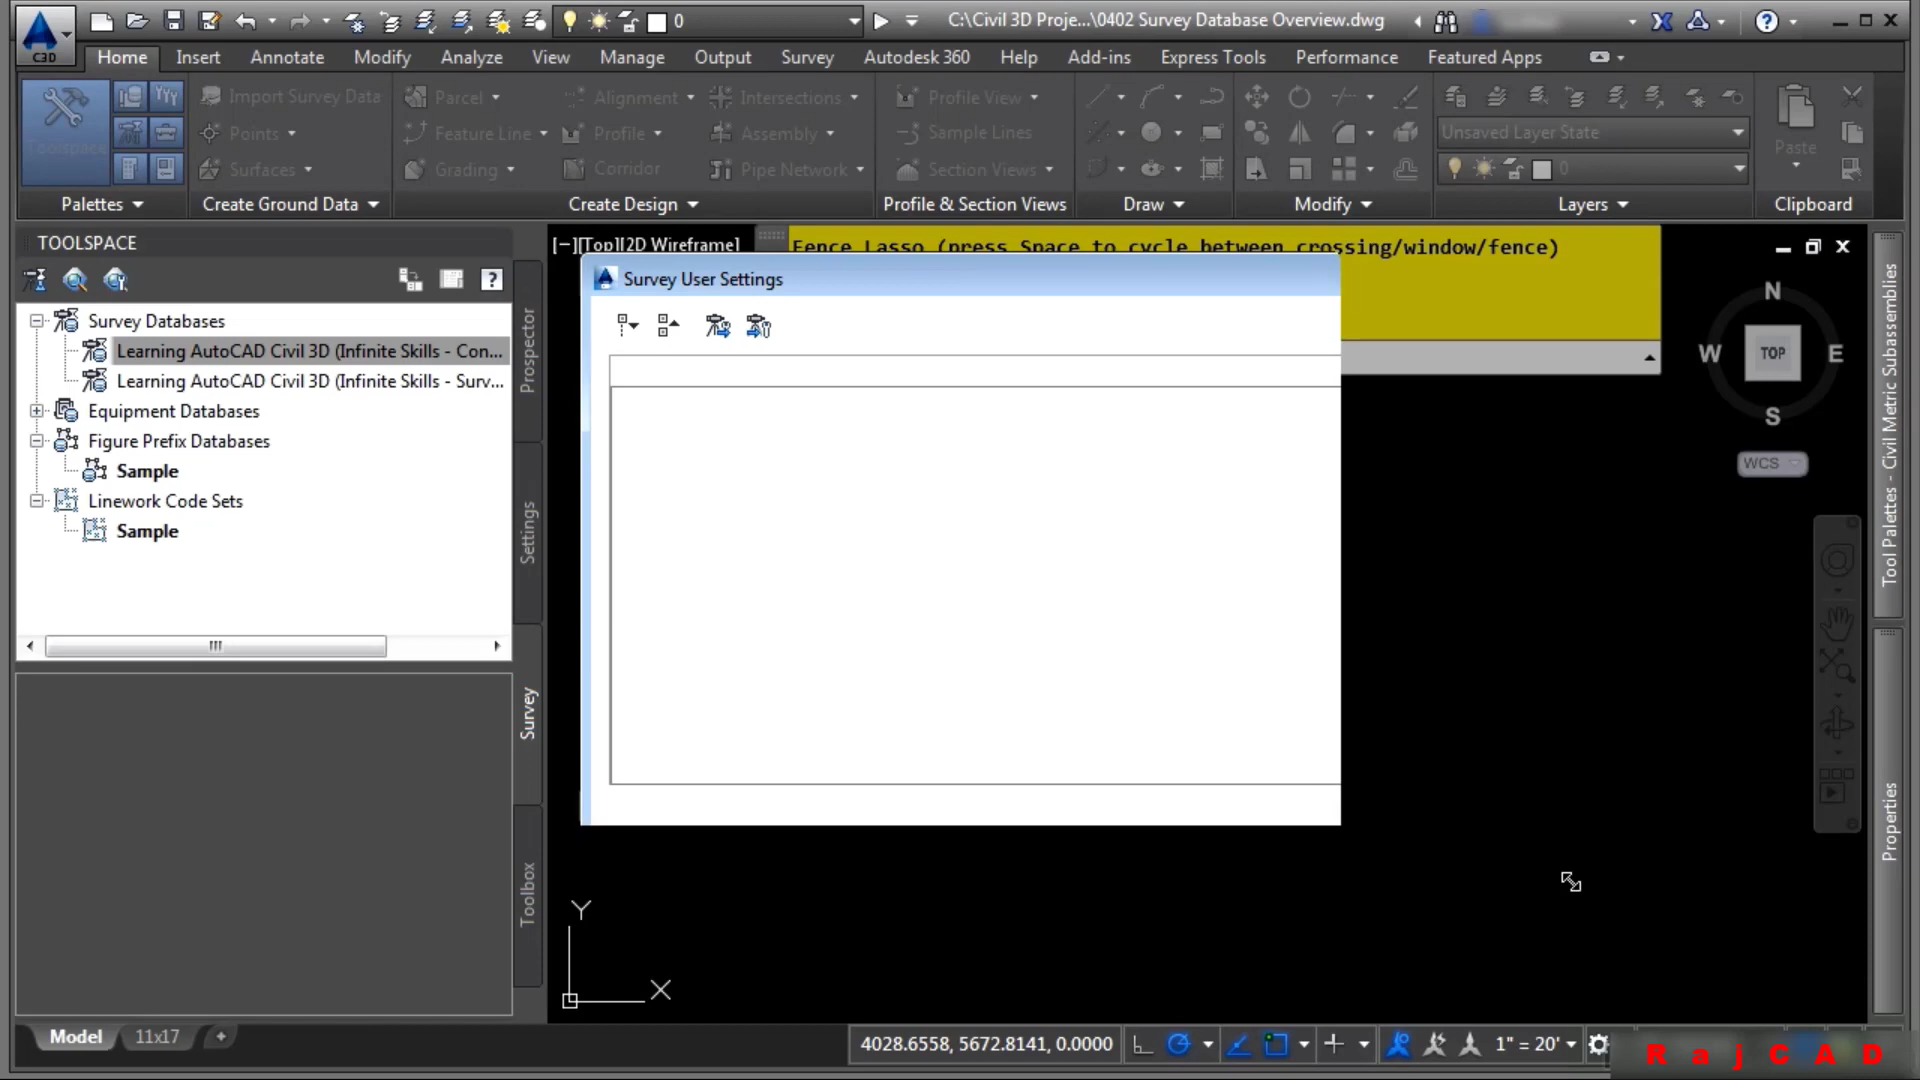 0
C:\Civil 3D Proje...\0402 Survey Database Overview.dwg
C3D
Home
Insert
Annotate
Modify
Analyze
View
Manage
Output
Survey
Autodesk 360
Help
Add-ins
Express Tools
Performance
Featured Apps
Toolspace
Import Survey Data
Points
Surfaces
Parcel
Feature Line
Grading
Alignment
Profile
Corridor
Intersections
Assembly
Pipe Network
Profile View
Sample Lines
Section Views
Unsaved Layer State
0
Paste
Palettes
Create Ground Data
Create Design
Profile & Section Views
Draw
Modify
Layers
Clipboard
TOOLSPACE
Survey Databases
Learning AutoCAD Civil 3D (Infinite Skills - Con...
Learning AutoCAD Civil 3D (Infinite Skills - Surv...
Equipment Databases
Figure Prefix Databases
Sample
Linework Code Sets
Sample
Prospector
Settings
Survey
Toolbox
[−][Top][2D Wireframe]
Fence Lasso (press Space to cycle between crossing/window/fence)
Survey User Settings
N
W
TOP
E
S
WCS
Tool Palettes - Civil Metric Subassemblies
Properties
Y
X
Model
11x17
4028.6558, 5672.8141, 0.0000
1" = 20'
RajCAD